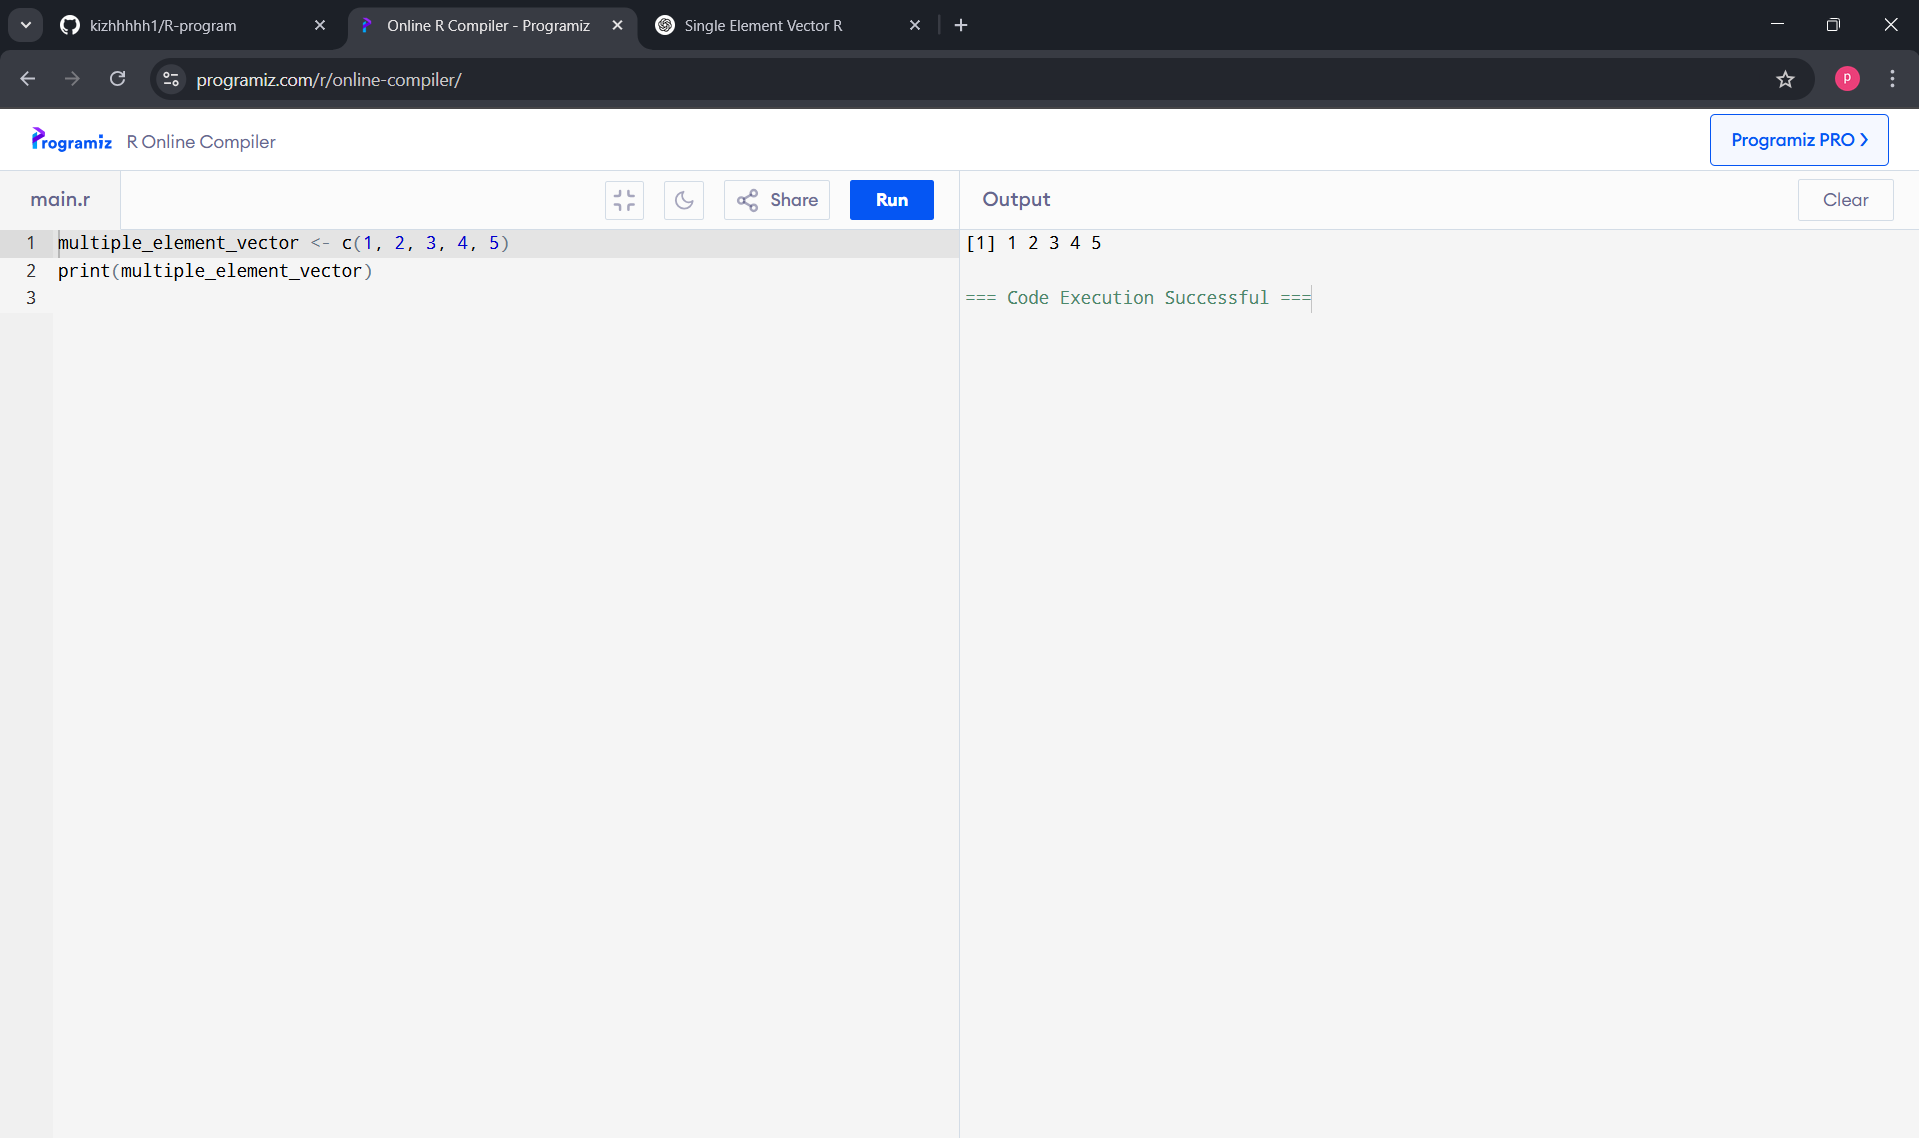 kizhhhhh1/R-program
Online R Compiler - Programiz
Single Element Vector R
programiz.com/r/online-compiler/
P
Programiz R Online Compiler
Programiz PRO
main.r
Share
Run
Output
Clear
1 multiple_element_vector <- c(1, 2, 3, 4, 5)
2 print(multiple_element_vector)
3
[1] 1 2 3 4 5
=== Code Execution Successful ===